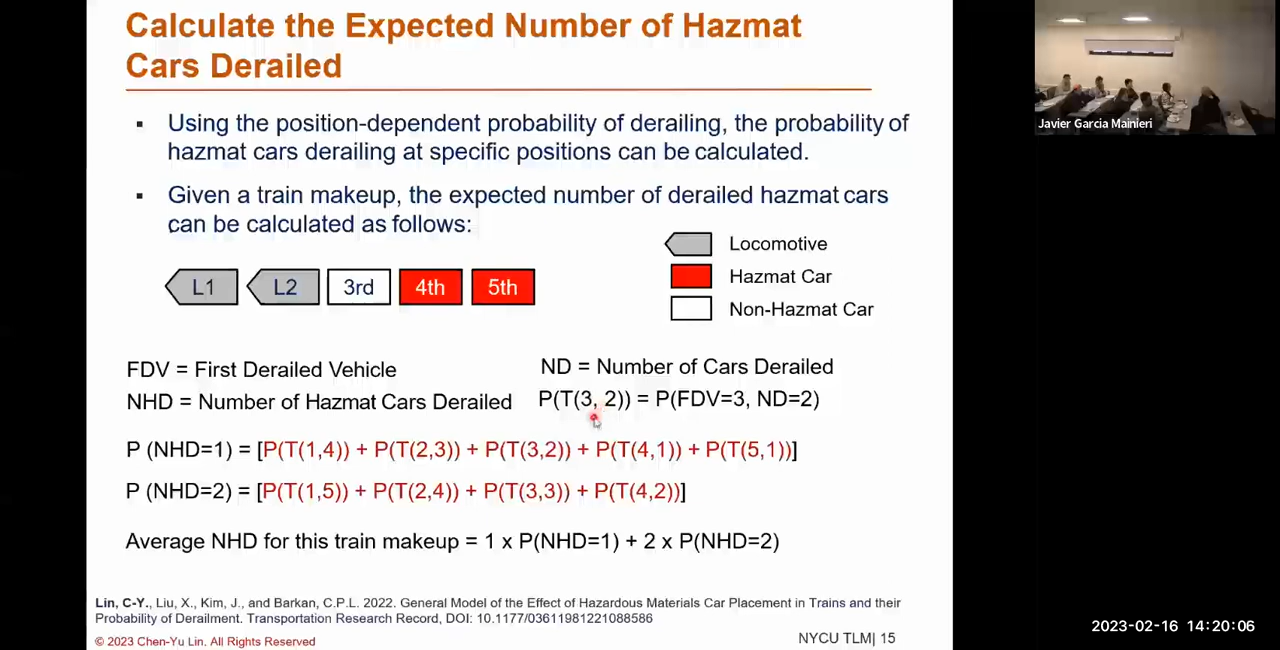 Calculate the Expected Number of Hazmat
Cars Derailed
▪ Using the position-dependent probability of derailing, the probability of
hazmat cars derailing at specific positions can be calculated.
▪ Given a train makeup, the expected number of derailed hazmat cars
can be calculated as follows:
Locomotive
Hazmat Car
Non-Hazmat Car
L1 L2 3rd 4th 5th
FDV = First Derailed Vehicle
ND = Number of Cars Derailed
NHD = Number of Hazmat Cars Derailed
P(T(3, 2)) = P(FDV=3, ND=2)
P (NHD=1) = [P(T(1,4)) + P(T(2,3)) + P(T(3,2)) + P(T(4,1)) + P(T(5,1))]
P (NHD=2) = [P(T(1,5)) + P(T(2,4)) + P(T(3,3)) + P(T(4,2))]
Average NHD for this train makeup = 1 x P(NHD=1) + 2 x P(NHD=2)
Lin, C-Y., Liu, X., Kim, J., and Barkan, C.P.L. 2022. General Model of the Effect of Hazardous Materials Car Placement in Trains and their
Probability of Derailment. Transportation Research Record, DOI: 10.1177/03611981221088586
© 2023 Chen-Yu Lin. All Rights Reserved
NYCU TLM| 15
Javier Garcia Mainieri
2023-02-16 14:20:06